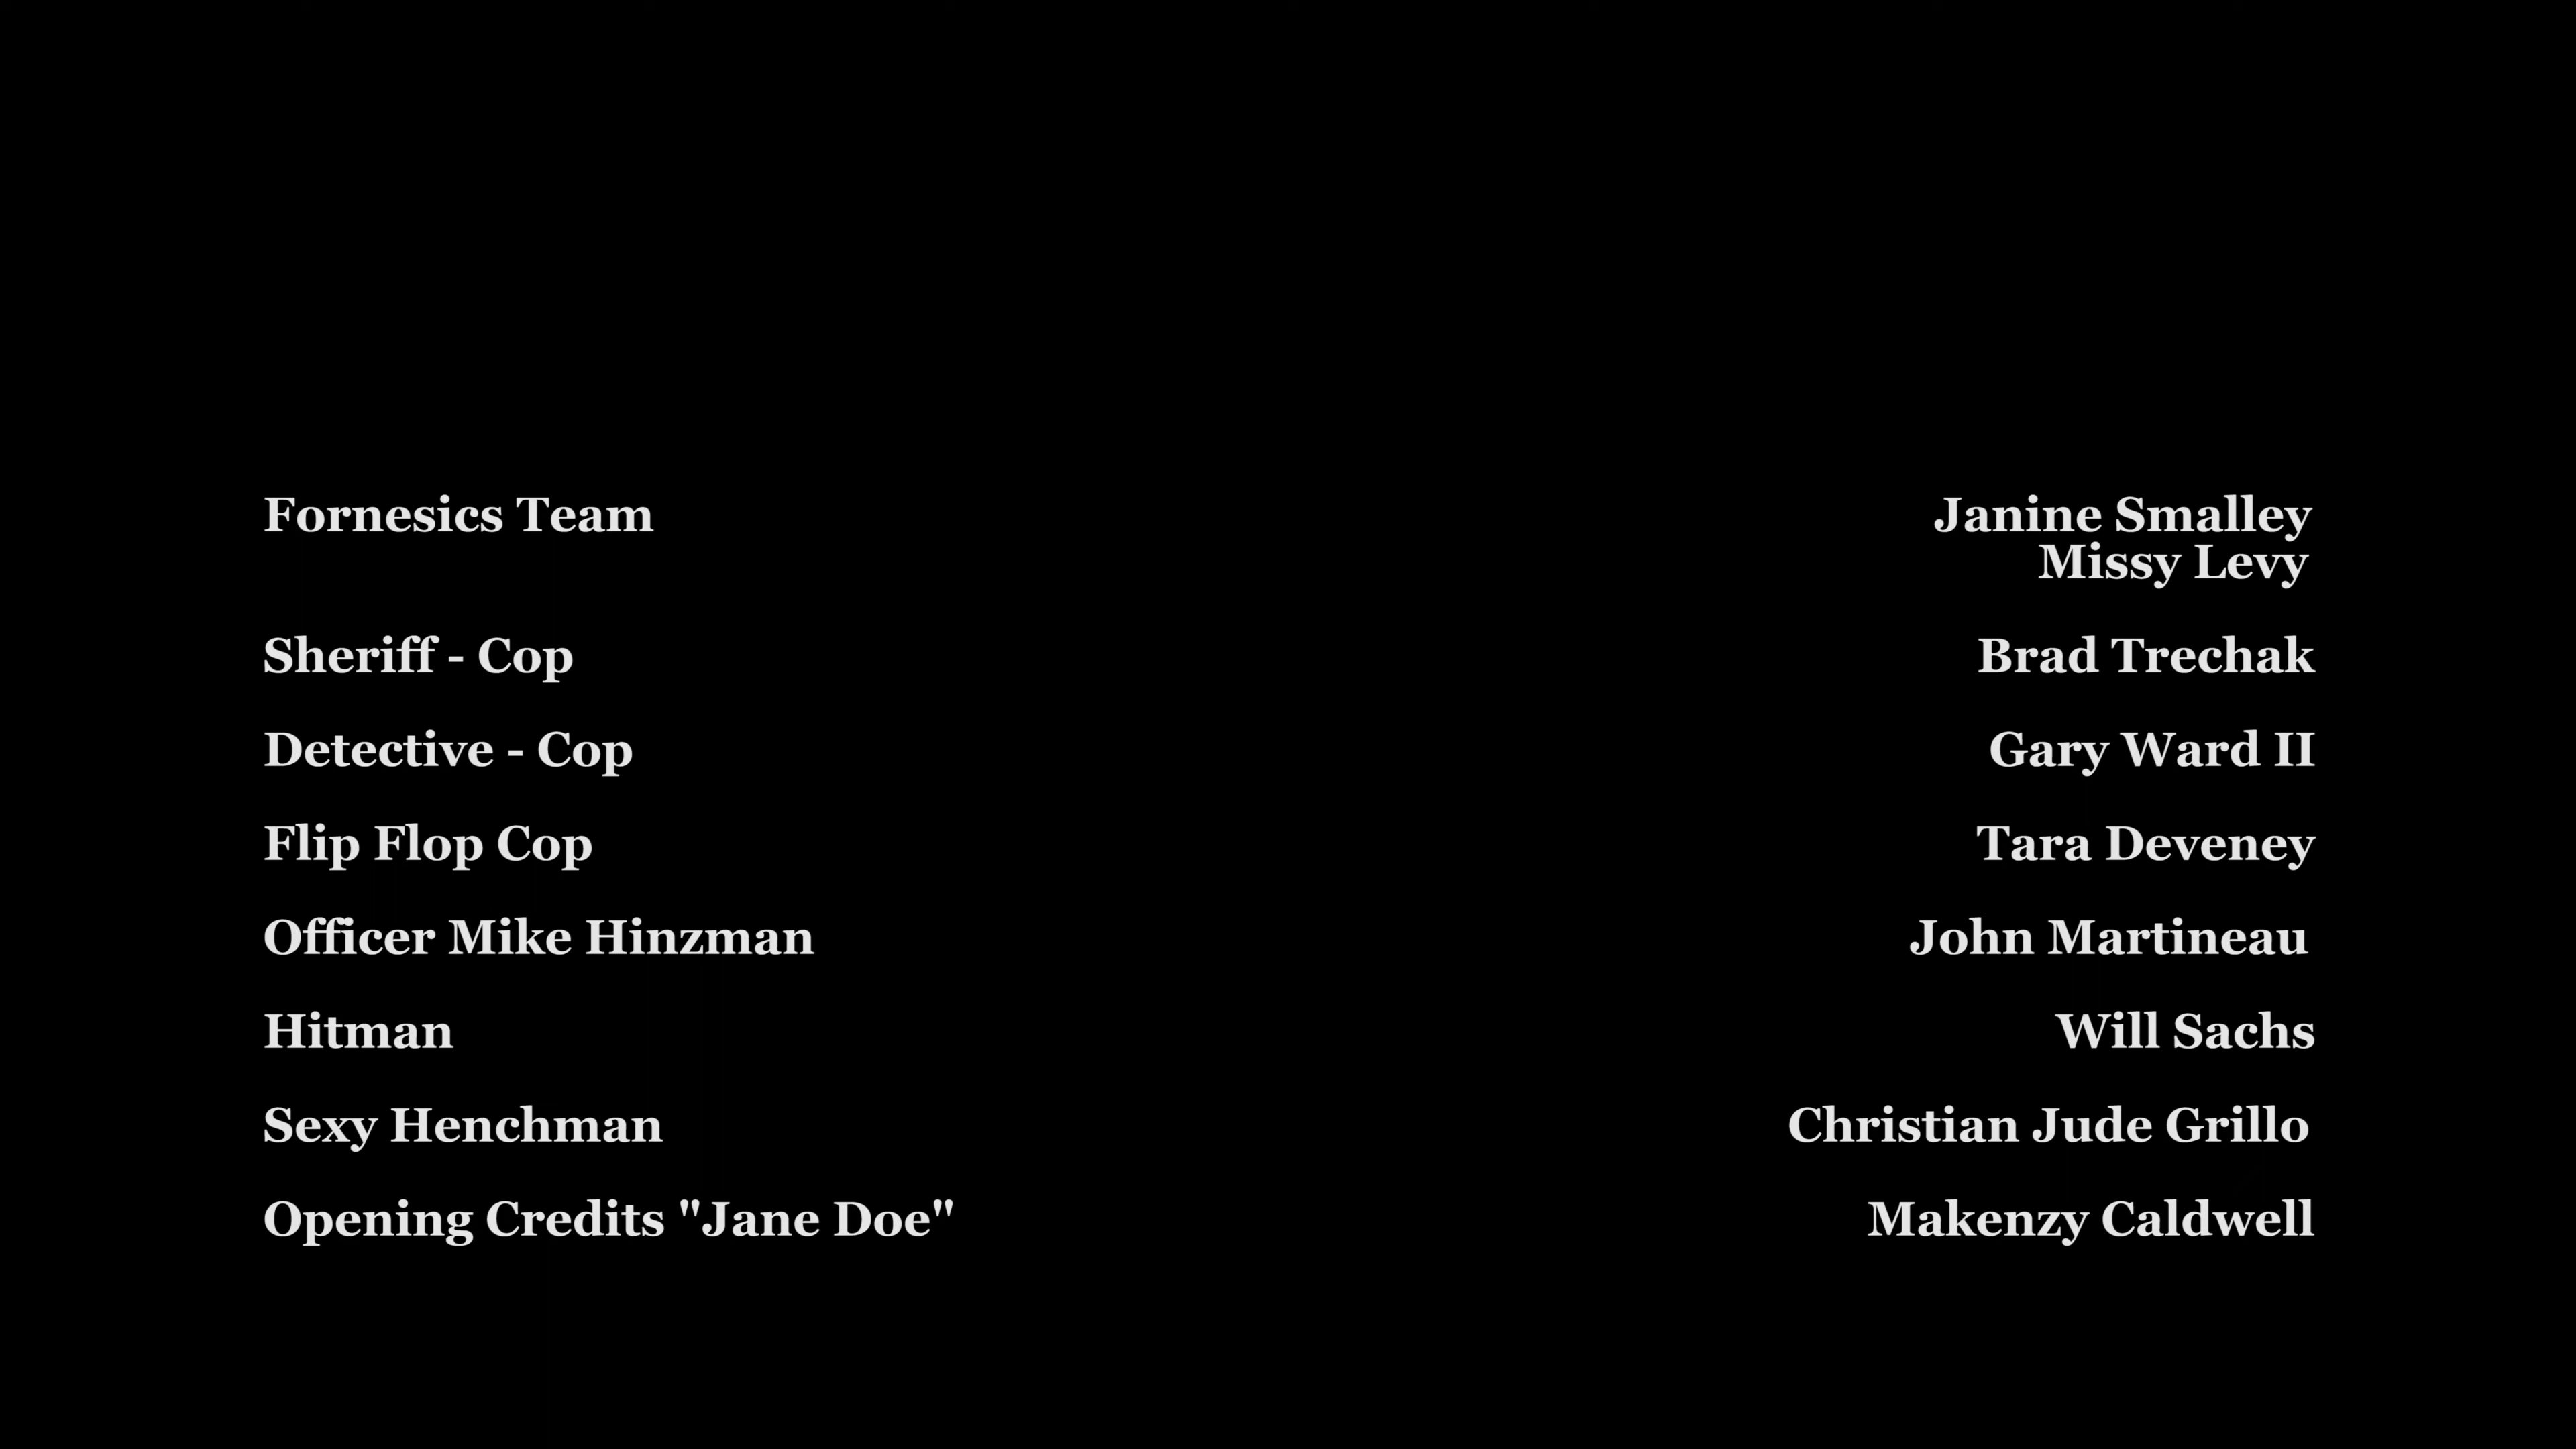 Fornesics Team Janine Smalley
Missy Levy
Sheriff - Cop Brad Trechak
Detective - Cop Gary Ward II
Flip Flop Cop Tara Deveney
Officer Mike Hinzman John Martineau
Hitman Will Sachs
Sexy Henchman Christian Jude Grillo
Opening Credits "Jane Doe" Makenzy Caldwell